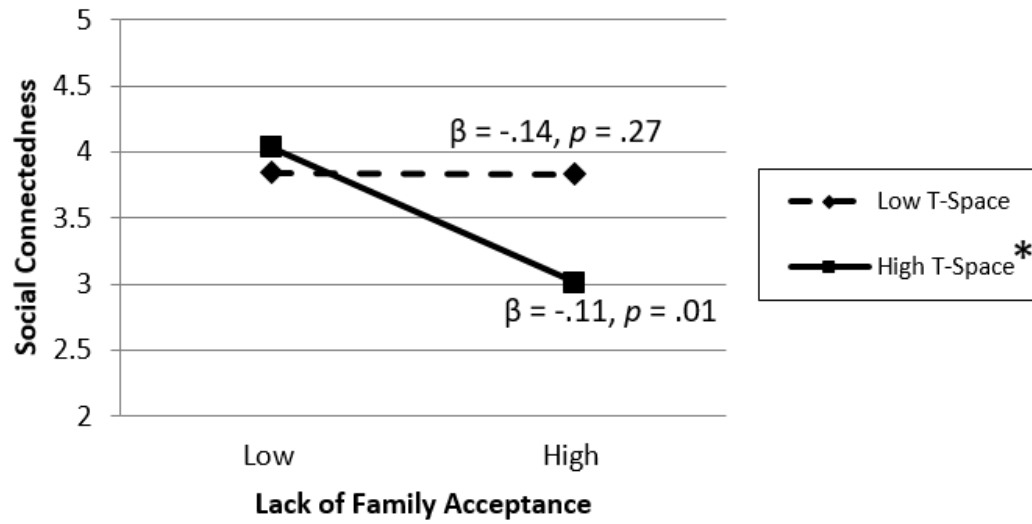 5
4.5
4
3.5
3
2.5
2
Social Connectedness
β = -.14, p = .27
β = -.11, p = .01
Low High
Lack of Family Acceptance
Low T-Space
High T-Space*